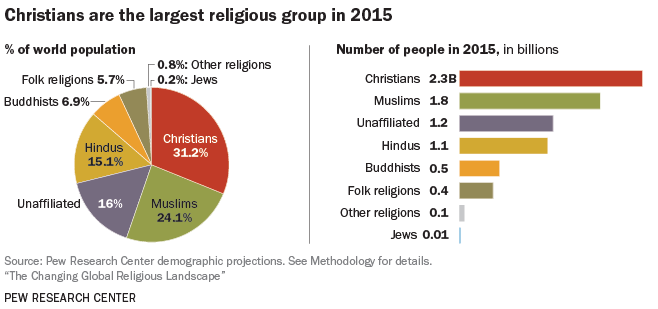 Christians are the largest religious group in 2015
% of world population
0.8%: Other religions
0.2%: Jews
Folk religions 5.7%
Buddhists 6.9%
Hindus
15.1%
Christians
31.2%
Unaffiliated
16%
Muslims
24.1%
Number of people in 2015, in billions
Christians 2.3B
Muslims 1.8
Unaffiliated 1.2
Hindus 1.1
Buddhists 0.5
Folk religions 0.4
Other religions 0.1
Jews 0.01
Source: Pew Research Center demographic projections. See Methodology for details.
“The Changing Global Religious Landscape”
PEW RESEARCH CENTER